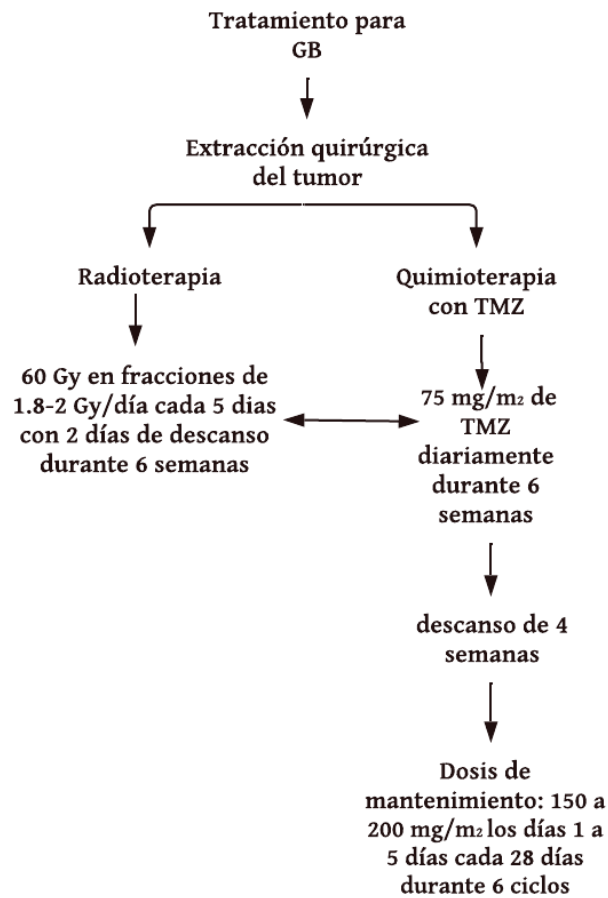 Tratamiento para
GB
Extracción quirúrgica
del tumor
Radioterapia
60 Gy en fracciones de
1.8-2 Gy/día cada 5 dias
con 2 días de descanso
durante 6 semanas
Quimioterapia
con TMZ
75 mg/m₂ de
TMZ
diariamente
durante 6
semanas
descanso de 4
semanas
Dosis de
mantenimiento: 150 a
200 mg/m₂ los días 1 a
5 días cada 28 días
durante 6 ciclos